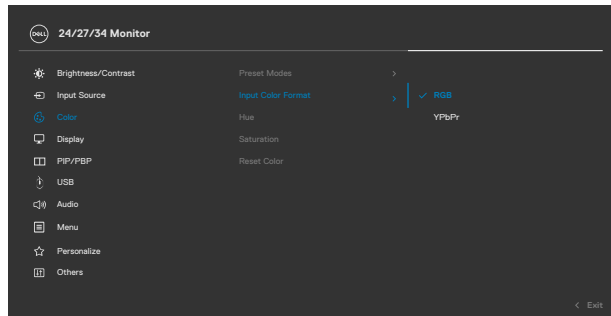 DELL 24/27/34 Monitor
Brightness/Contrast Preset Modes >
Input Source Input Color Format > ✓ RGB
Color Hue YPbPr
Display Saturation
PIP/PBP Reset Color
USB
Audio
Menu
Personalize
Others
< Exit